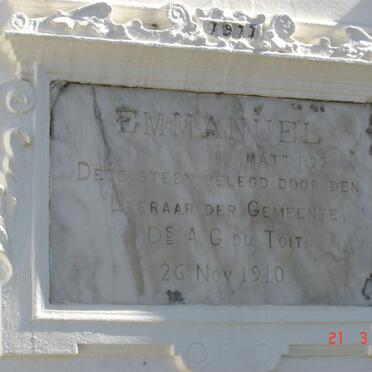 1911
EMMANUEL
MATT 1-23
DEZE STEEN GELEGD DOOR DEN
LEERAAR DER GEMEENTE
Ds A G. DU TOIT.
26 NOV 1910
21 3